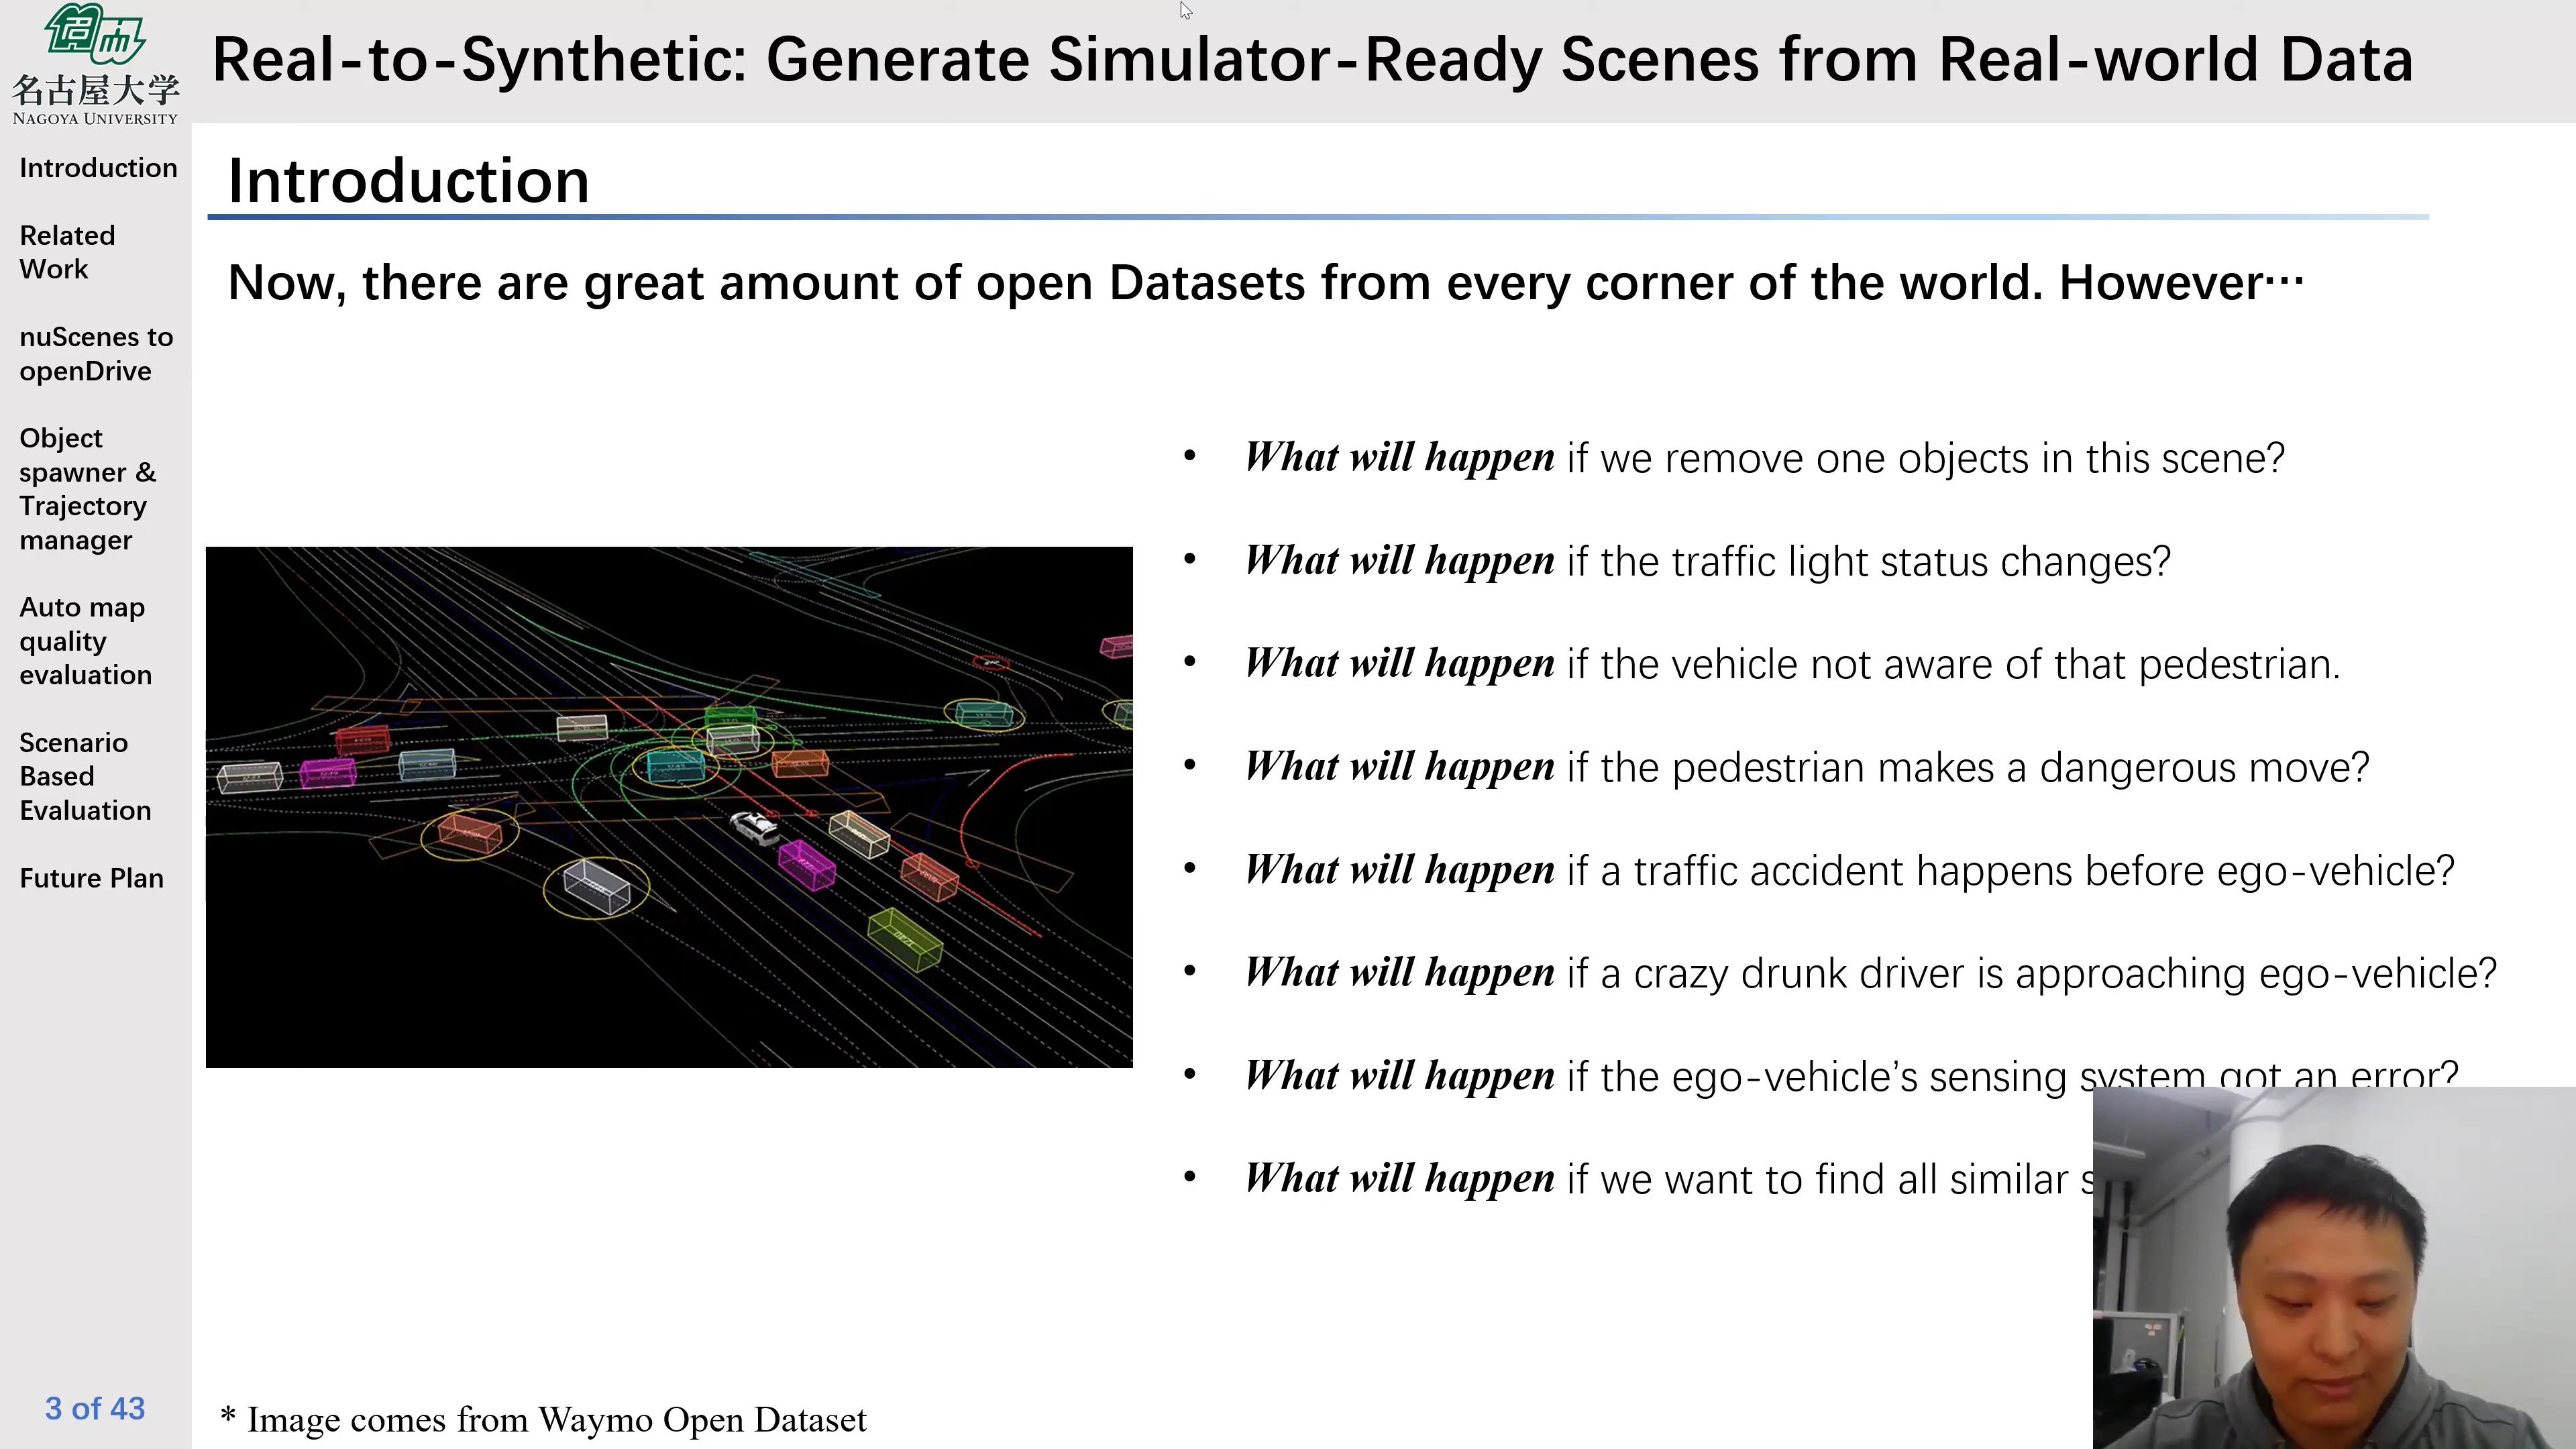 名古屋大学
NAGOYA UNIVERSITY
Real-to-Synthetic: Generate Simulator-Ready Scenes from Real-world Data
Introduction
Related
Work
nuScenes to
openDrive
Object
spawner &
Trajectory
manager
Auto map
quality
evaluation
Scenario
Based
Evaluation
Future Plan
3 of 43
Introduction
Now, there are great amount of open Datasets from every corner of the world. However···
• What will happen if we remove one objects in this scene?
• What will happen if the traffic light status changes?
• What will happen if the vehicle not aware of that pedestrian.
• What will happen if the pedestrian makes a dangerous move?
• What will happen if a traffic accident happens before ego-vehicle?
• What will happen if a crazy drunk driver is approaching ego-vehicle?
• What will happen if the ego-vehicle’s sensing system got an error?
• What will happen if we want to find all similar
* Image comes from Waymo Open Dataset